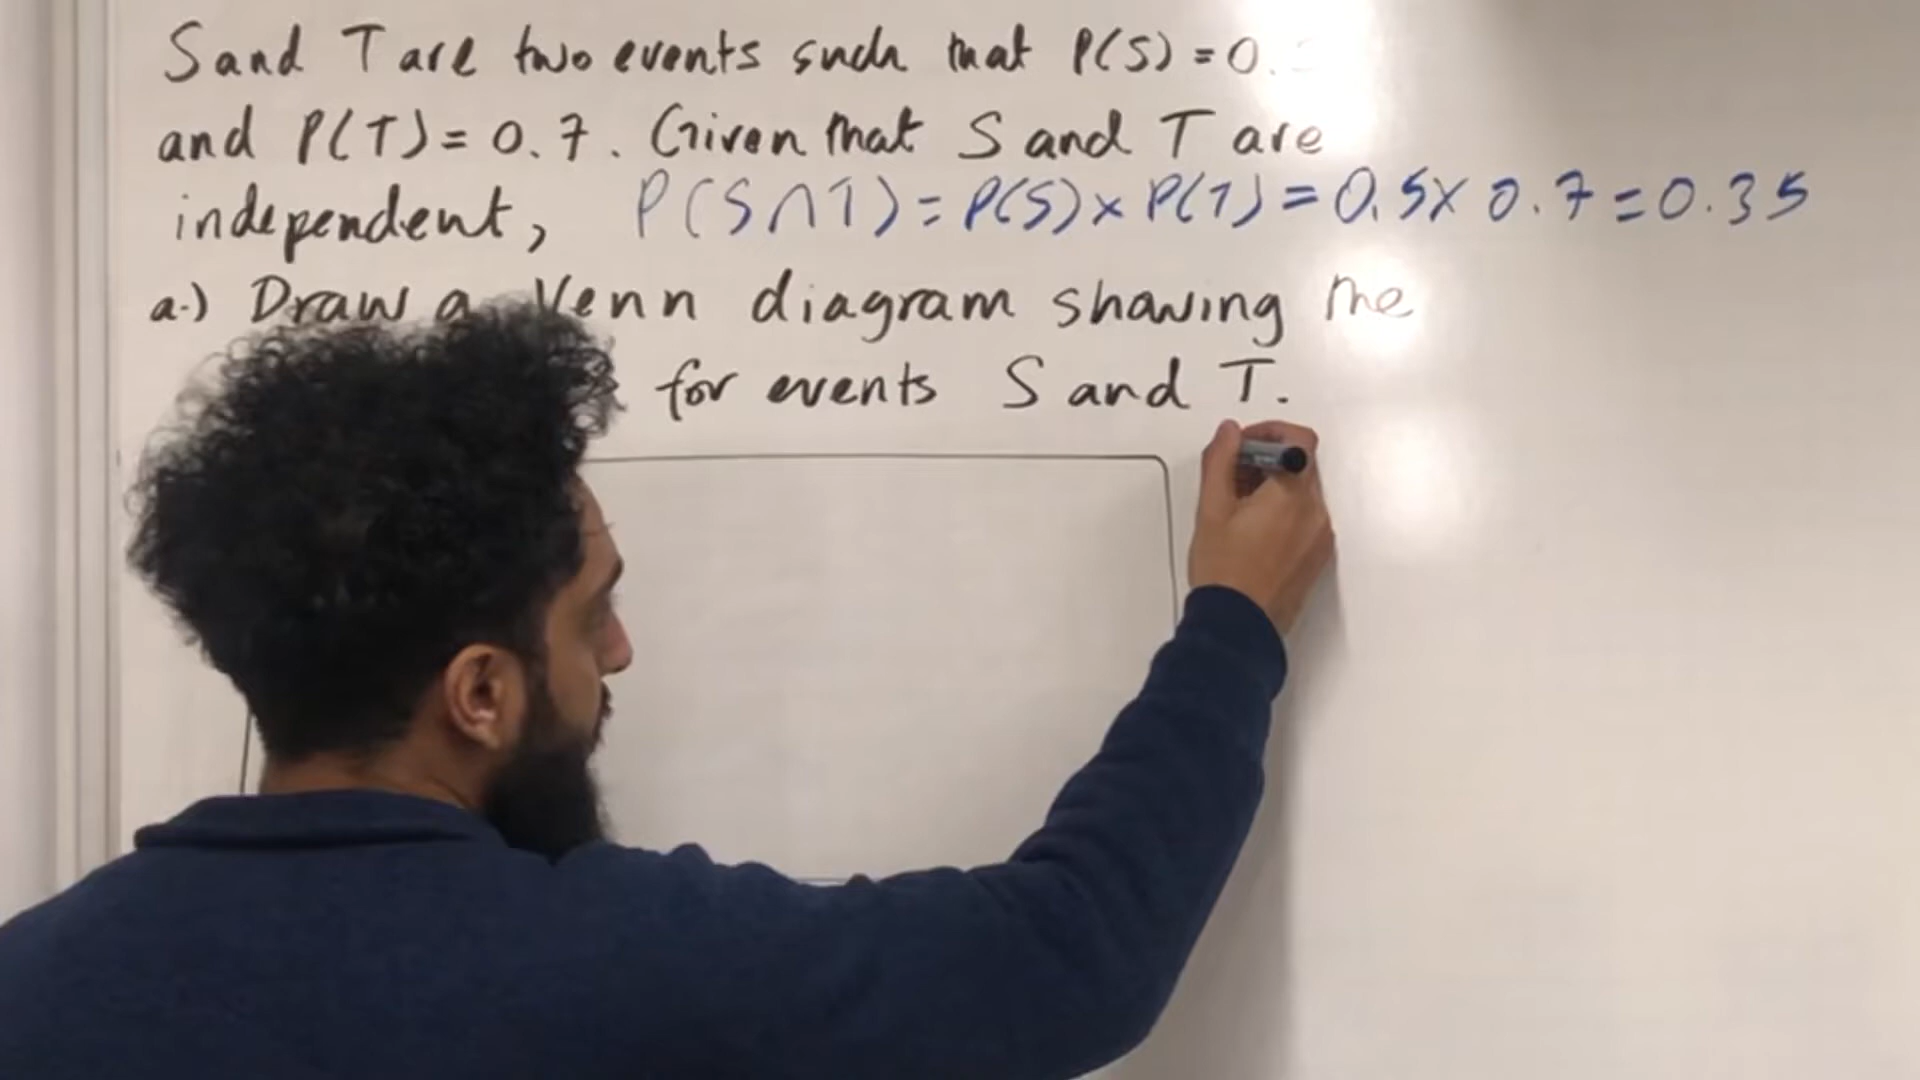 S and T are two events such that P(S) = 0.
and P(T) = 0.7. Given that S and T are
independent, P(S∩T) = P(S) × P(T) = 0.5 × 0.7 = 0.35
a.) Draw a Venn diagram showing the
for events S and T.